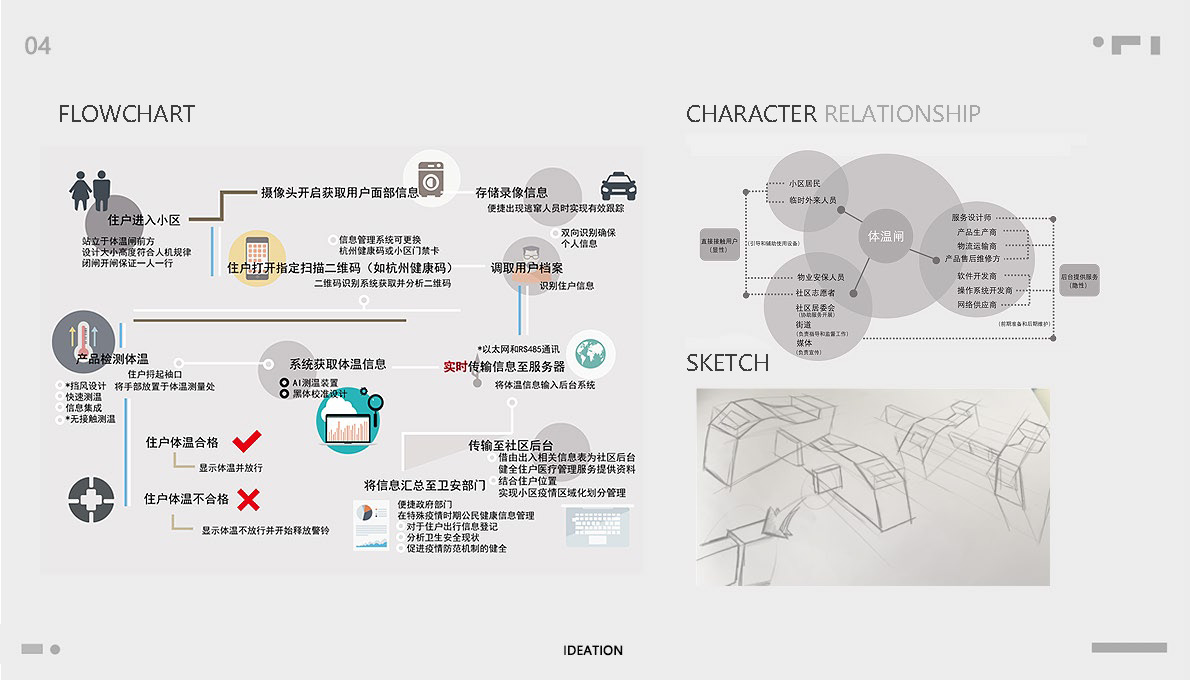 04
FLOWCHART
住户进入小区
站立于体温闸前方
设计大小高度符合人机规律
闭闸开闸保证一人一行
摄像头开启获取用户面部信息
存储录像信息
便捷出现逃窜人员时实现有效跟踪
双向识别确保
个人信息
信息管理系统可更换
杭州健康码或小区门禁卡
住户打开指定扫描二维码（如杭州健康码）
二维码识别系统获取并分析二维码
调取用户档案
识别住户信息
产品检测体温
住户捋起袖口
将手部放置于体温测量处
*挡风设计
快速测温
信息集成
*无接触测温
系统获取体温信息
AI测温装置
黑体校准设计
*以太网和RS485通讯
实时传输信息至服务器
将体温信息输入后台系统
住户体温合格
显示体温并放行
住户体温不合格
显示体温不放行并开始释放警铃
传输至社区后台
借由出入相关信息表为社区后台
健全住户医疗管理服务提供资料
结合住户位置
实现小区疫情区域化划分管理
将信息汇总至卫安部门
便捷政府部门
在特殊疫情时期公民健康信息管理
对于住户出行信息登记
分析卫生安全现状
促进疫情防范机制的健全
CHARACTER RELATIONSHIP
小区居民
临时外来人员
直接接触用户
(显性)
(引导和辅助使用设备)
体温闸
物业安保人员
社区志愿者
社区居委会
(协助服务开展)
街道
(负责指导和监督工作)
媒体
(负责宣传)
服务设计师
产品生产商
物流运输商
产品售后维修方
软件开发商
操作系统开发商
网络供应商
后台提供服务
(隐性)
(前期准备和后期维护)
SKETCH
IDEATION